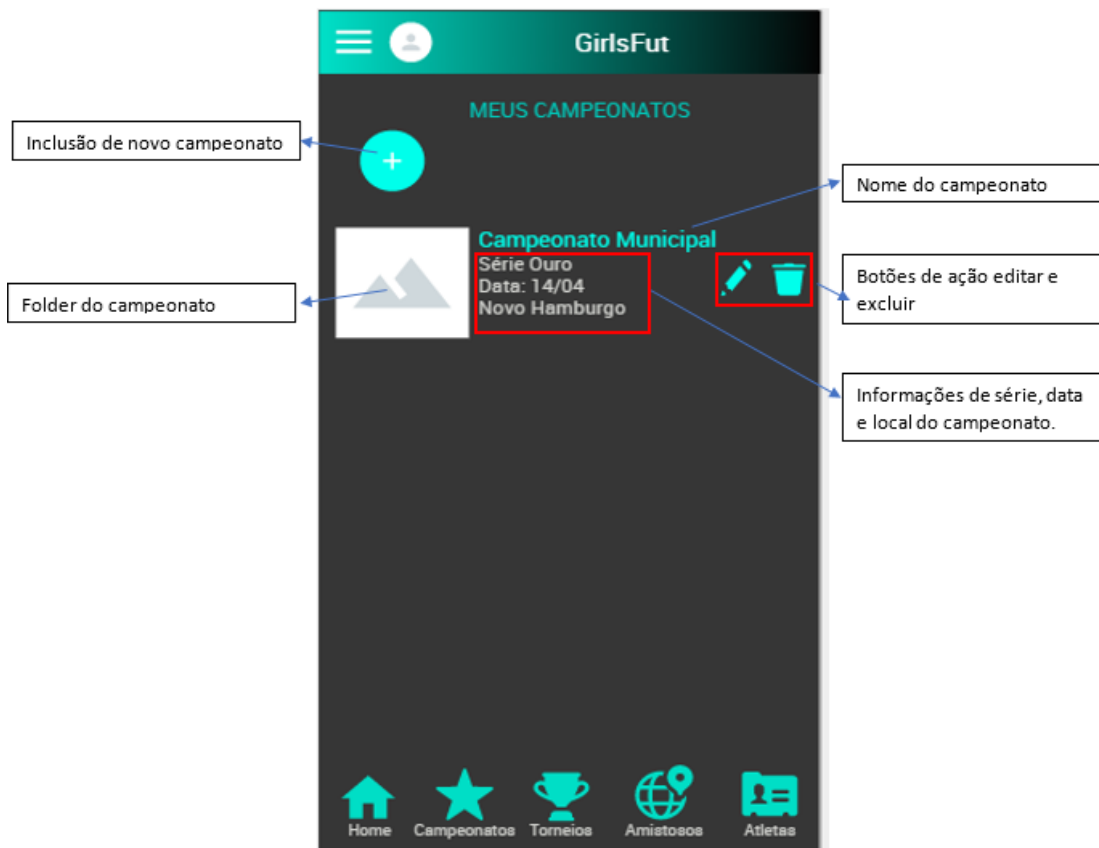 GirlsFut
MEUS CAMPEONATOS
Inclusão de novo campeonato
+
Nome do campeonato
Campeonato Municipal
Série Ouro
Data: 14/04
Novo Hamburgo
Botões de ação editar e
excluir
Folder do campeonato
Informações de série, data
e local do campeonato.
Home
Campeonatos
Torneios
Amistosos
Atletas